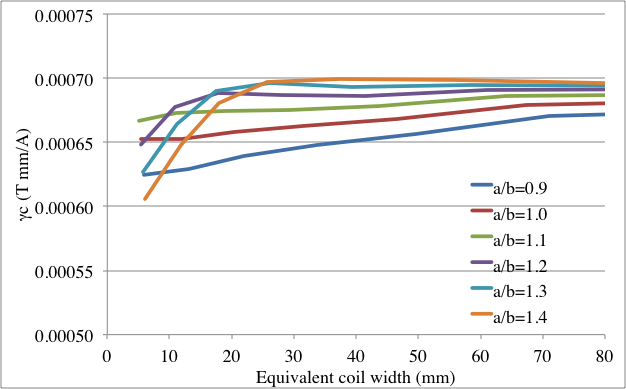 0.00075
0.00070
0.00065
0.00060
0.00055
0.00050
γc (T mm/A)
0 10 20 30 40 50 60 70 80
Equivalent coil width (mm)
a/b=0.9
a/b=1.0
a/b=1.1
a/b=1.2
a/b=1.3
a/b=1.4